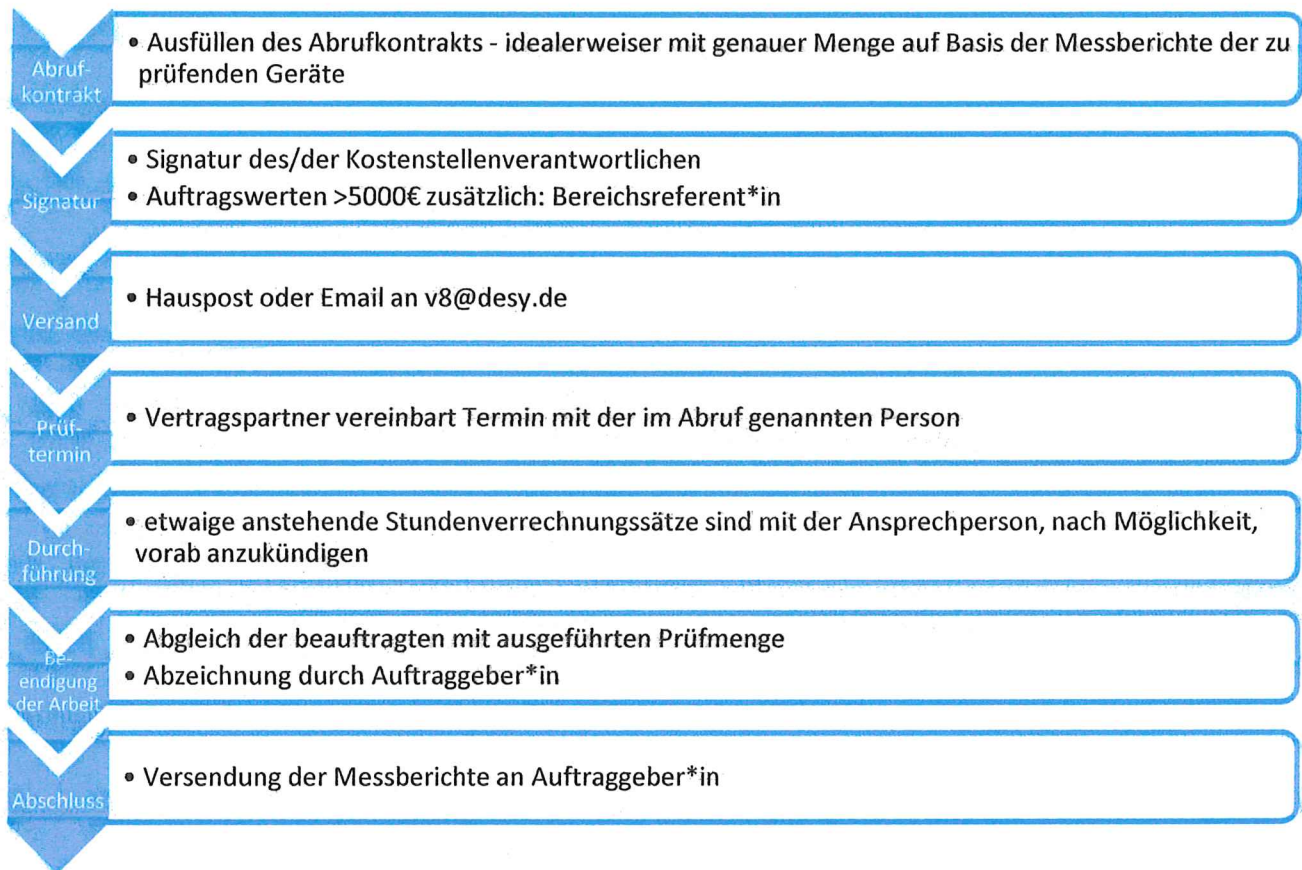 Abruf-
kontrakt
• Ausfüllen des Abrufkontrakts - idealerweiser mit genauer Menge auf Basis der Messberichte der zu
prüfenden Geräte
Signatur
• Signatur des/der Kostenstellenverantwortlichen
• Auftragswerten >5000€ zusätzlich: Bereichsreferent*in
Versand
• Hauspost oder Email an v8@desy.de
Prüf-
termin
• Vertragspartner vereinbart Termin mit der im Abruf genannten Person
Durch-
führung
• etwaige anstehende Stundenverrechnungssätze sind mit der Ansprechperson, nach Möglichkeit,
vorab anzukündigen
Be-
endigung
der Arbeit
• Abgleich der beauftragten mit ausgeführten Prüfmenge
• Abzeichnung durch Auftraggeber*in
Abschluss
• Versendung der Messberichte an Auftraggeber*in